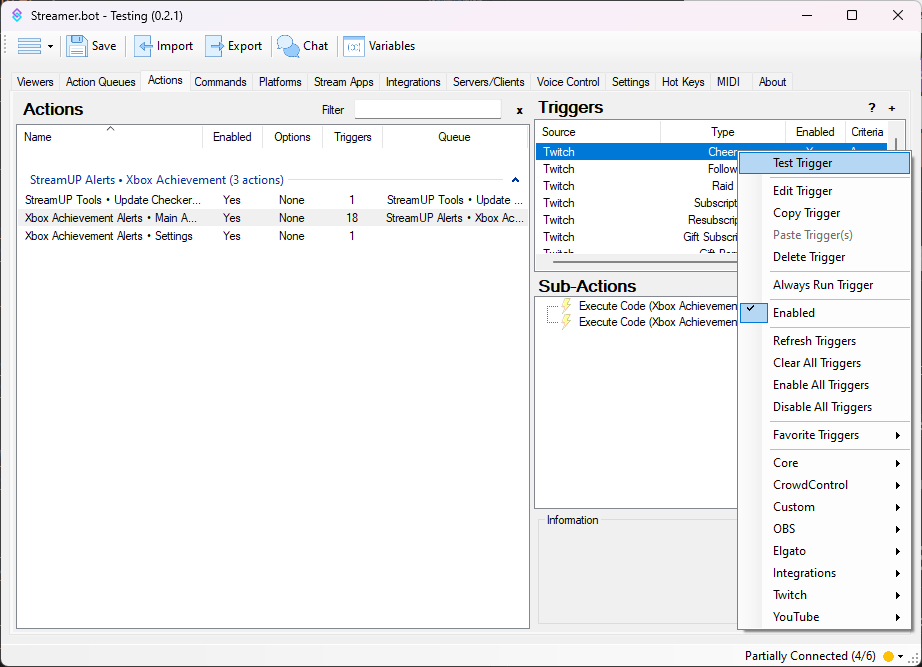 Streamer.bot - Testing (0.2.1)
Save Import Export Chat Variables
Viewers Action Queues Actions Commands Platforms Stream Apps Integrations Servers/Clients Voice Control Settings Hot Keys MIDI About
Actions Filter x
Name Enabled Options Triggers Queue
StreamUP Alerts • Xbox Achievement (3 actions)
StreamUP Tools • Update Checker... Yes None 1 StreamUP Tools • Update ...
Xbox Achievement Alerts • Main A... Yes None 18 StreamUP Alerts • Xbox Ac...
Xbox Achievement Alerts • Settings Yes None 1
Triggers ? +
Source Type Enabled Criteria
Twitch Cheer
Twitch Follow
Twitch Raid
Twitch Subscript
Twitch Resubscrip
Twitch Gift Subscri
Twitch
Sub-Actions
Execute Code (Xbox Achievemen
Execute Code (Xbox Achievemen
Information
Test Trigger
Edit Trigger
Copy Trigger
Paste Trigger(s)
Delete Trigger
Always Run Trigger
Enabled
Refresh Triggers
Clear All Triggers
Enable All Triggers
Disable All Triggers
Favorite Triggers
Core
CrowdControl
Custom
OBS
Elgato
Integrations
Twitch
YouTube
Partially Connected (4/6)